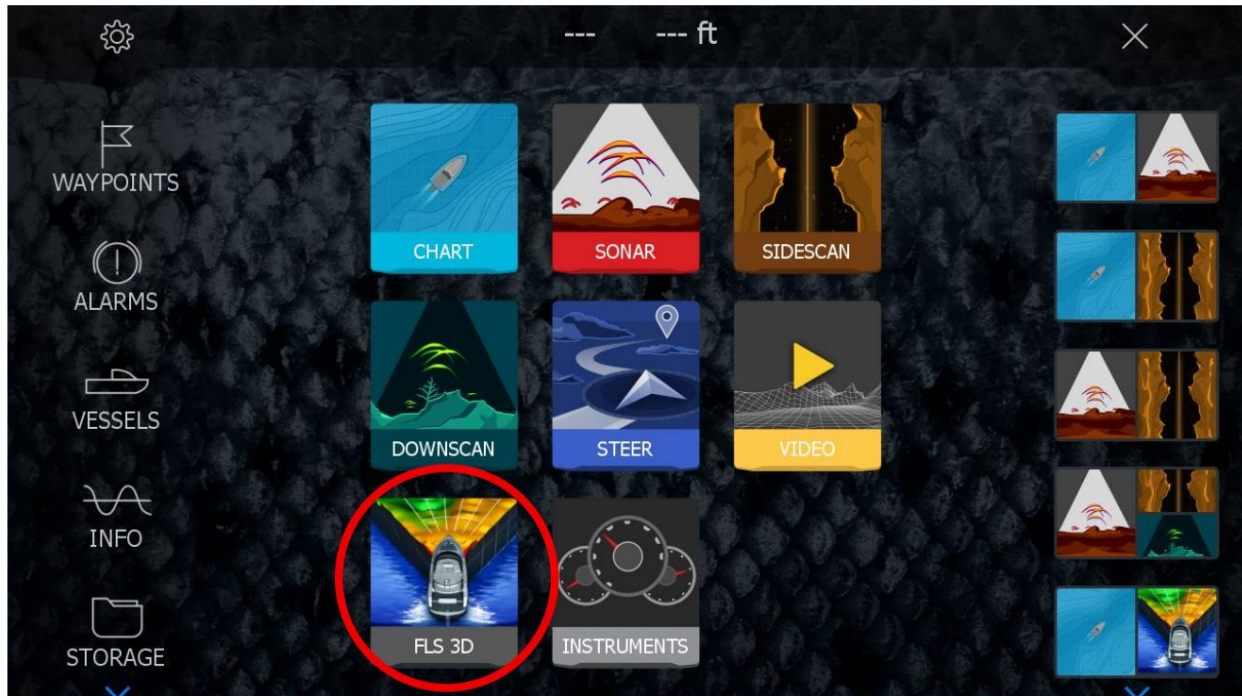 --- --- ft
WAYPOINTS
ALARMS
VESSELS
INFO
STORAGE
CHART
SONAR
SIDESCAN
DOWNSCAN
STEER
VIDEO
FLS 3D
INSTRUMENTS